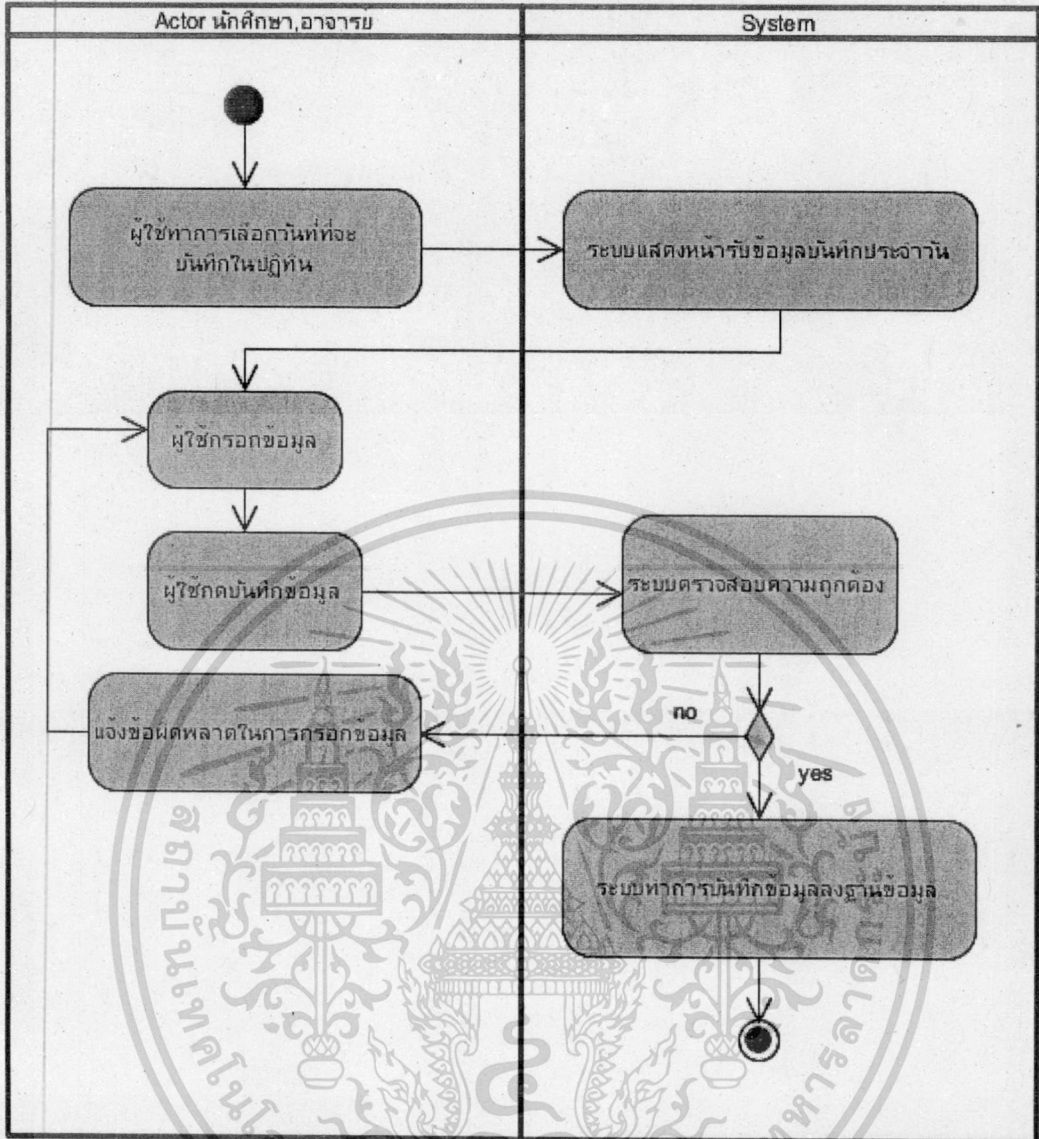 Actor นักศึกษา,อาจารย์
System
ผู้ใช้ทำการเลือกวันที่ที่จะ
บันทึกในปฏิทิน
ระบบแสดงหน้ารับข้อมูลบันทึกประจำวัน
ผู้ใช้กรอกข้อมูล
ผู้ใช้กดบันทึกข้อมูล
ระบบตรวจสอบความถูกต้อง
แจ้งข้อผิดพลาดในการกรอกข้อมูล
no
yes
ระบบทำการบันทึกข้อมูลลงฐานข้อมูล